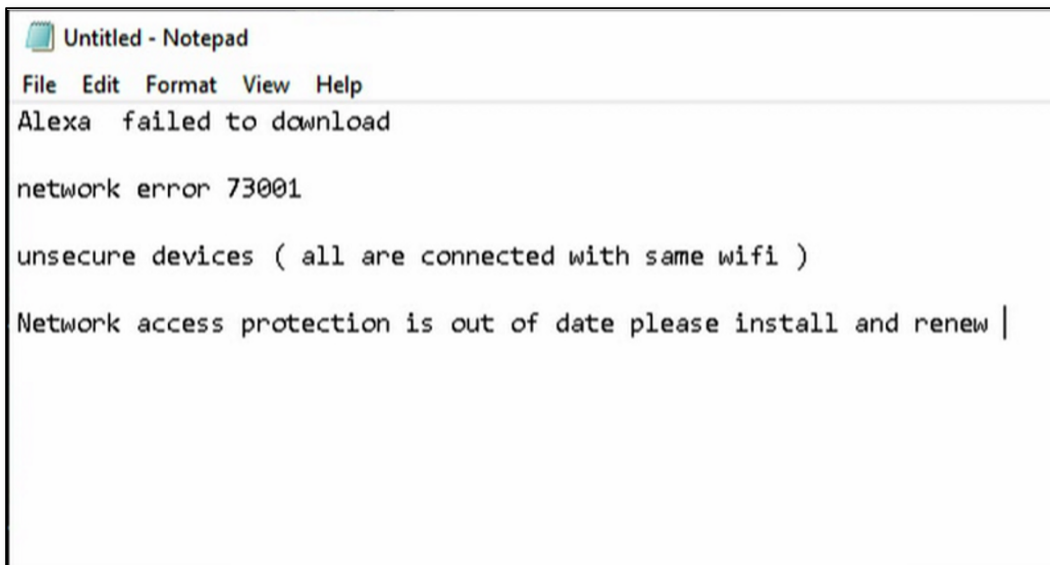 Untitled - Notepad
File Edit Format View Help
Alexa  failed to download
network error 73001
unsecure devices ( all are connected with same wifi )
Network access protection is out of date please install and renew